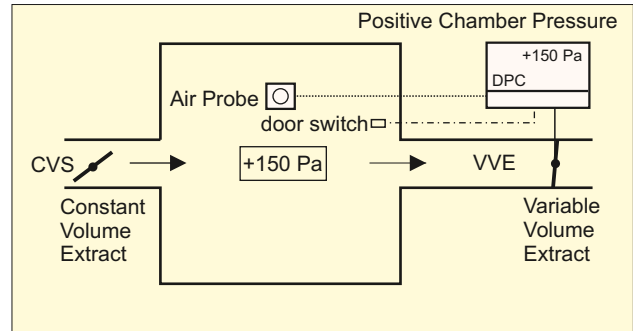 Positive Chamber Pressure
+150 Pa
DPC
Air Probe
door switch
CVS
+150 Pa
VVE
Constant
Volume
Extract
Variable
Volume
Extract